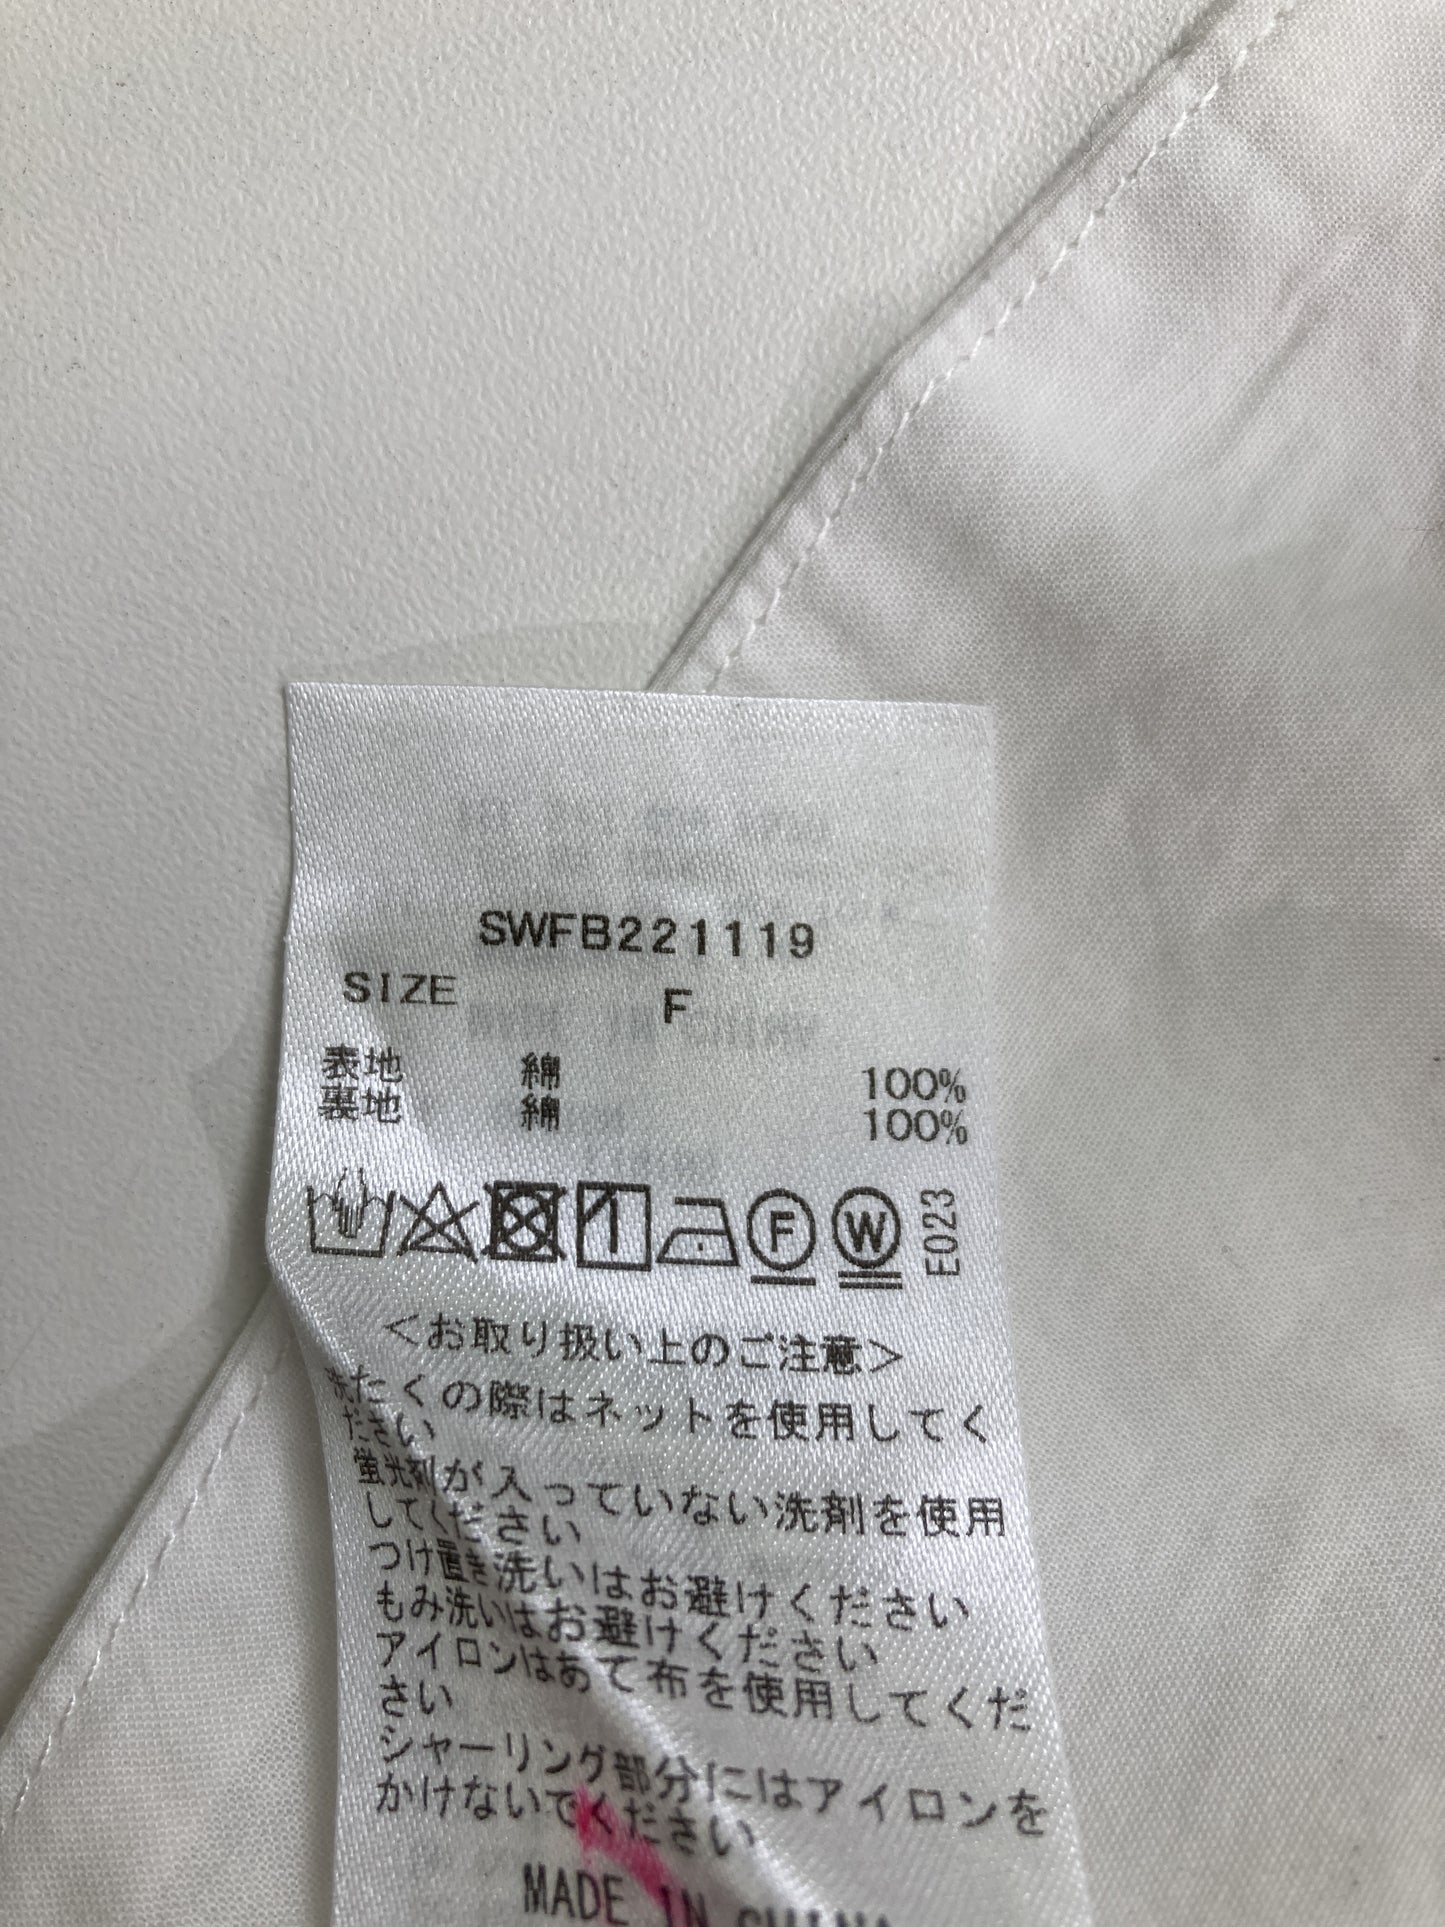 SWFB221119
SIZE F
表地 綿 100%
裏地 綿 100%
F W E023
<お取り扱い上のご注意>
洗たくの際はネットを使用してく
ださい
蛍光剤が入っていない洗剤を使用
してください
つけ置き洗いはお避けください
もみ洗いはお避けください
アイロンはあて布を使用してくだ
さい
シャーリング部分にはアイロンを
かけないでください
MADE IN CHINA